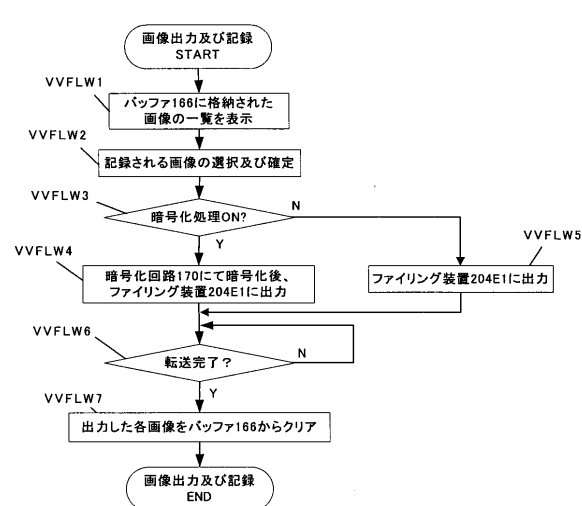 画像出力及び記録
START
VVFLW1
バッファ166に格納された
画像の一覧を表示
VVFLW2
記録される画像の選択及び確定
VVFLW3
暗号化処理ON?
N
Y
VVFLW4
暗号化回路170にて暗号化後、
ファイリング装置204E1に出力
VVFLW5
ファイリング装置204E1に出力
VVFLW6
転送完了？
N
Y
VVFLW7
出力した各画像をバッファ166からクリア
画像出力及び記録
END